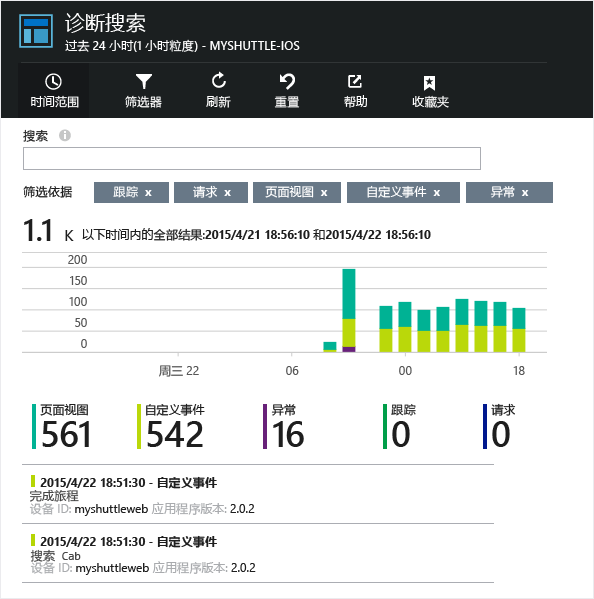 诊断搜索
过去 24 小时(1 小时粒度) - MYSHUTTLE-IOS
时间范围 筛选器 刷新 重置 帮助 收藏夹
搜索
筛选依据 跟踪 x 请求 x 页面视图 x 自定义事件 x 异常 x
1.1 K 以下时间内的全部结果:2015/4/21 18:56:10 和2015/4/22 18:56:10
200
150
100
50
0
周三 22 06 00 18
页面视图 自定义事件 异常 跟踪 请求
561 542 16 0 0
2015/4/22 18:51:30 - 自定义事件
完成旅程
设备 ID: myshuttleweb 应用程序版本: 2.0.2
2015/4/22 18:51:30 - 自定义事件
搜索 Cab
设备 ID: myshuttleweb 应用程序版本: 2.0.2